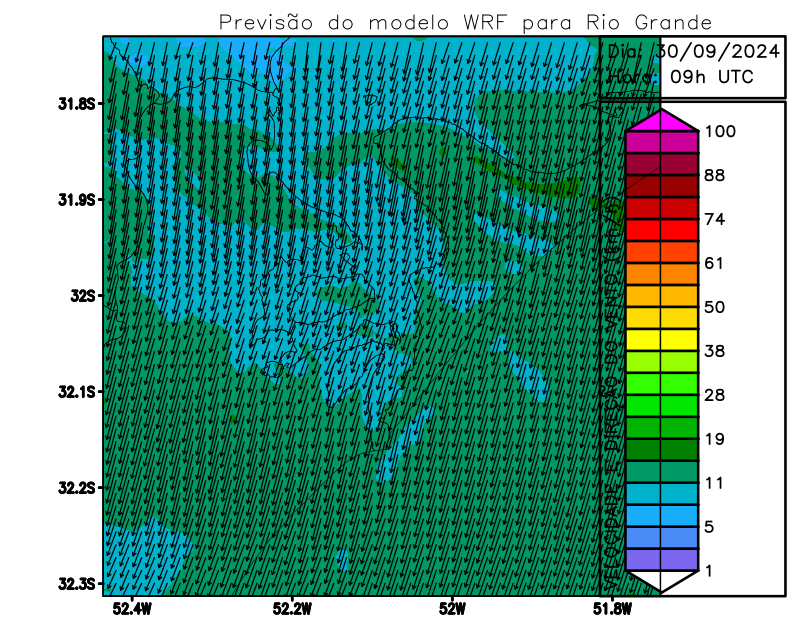 Previsão do modelo WRF para Rio Grande
Dia: 30/09/2024
Hora: 09h UTC
31.8S
31.9S
32S
32.1S
32.2S
32.3S
52.4W
52.2W
52W
51.8W
100
88
74
61
50
38
28
19
11
5
1
VELOCIDADE E DIREÇÃO DO VENTO (km/h)